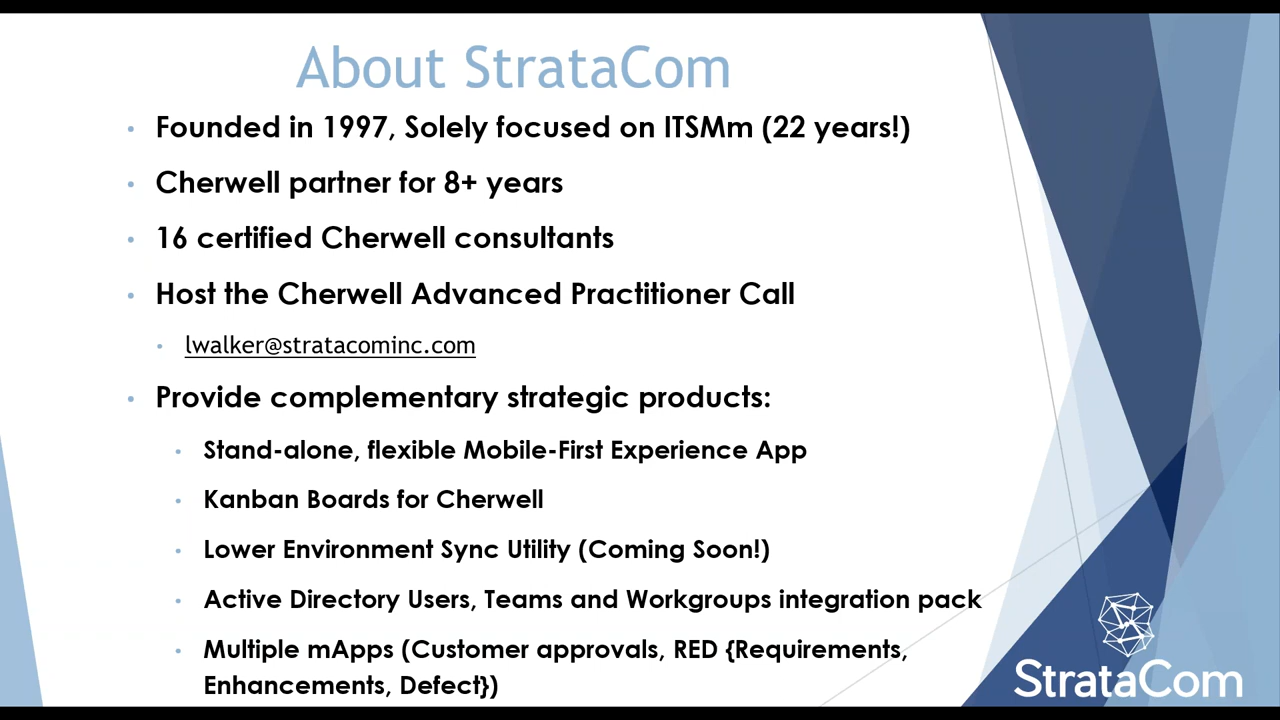 About StrataCom
• Founded in 1997, Solely focused on ITSMm (22 years!)
• Cherwell partner for 8+ years
• 16 certified Cherwell consultants
• Host the Cherwell Advanced Practitioner Call
• lwalker@stratacominc.com
• Provide complementary strategic products:
• Stand-alone, flexible Mobile-First Experience App
• Kanban Boards for Cherwell
• Lower Environment Sync Utility (Coming Soon!)
• Active Directory Users, Teams and Workgroups integration pack
• Multiple mApps (Customer approvals, RED {Requirements,
Enhancements, Defect})
StrataCom